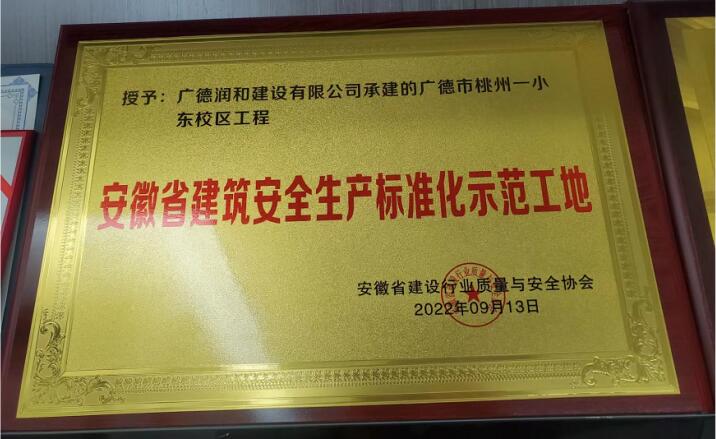 授予：广德润和建设有限公司承建的广德市桃州一小
东校区工程
安徽省建筑安全生产标准化示范工地
安徽省建设行业质量与安全协会
2022年09月13日